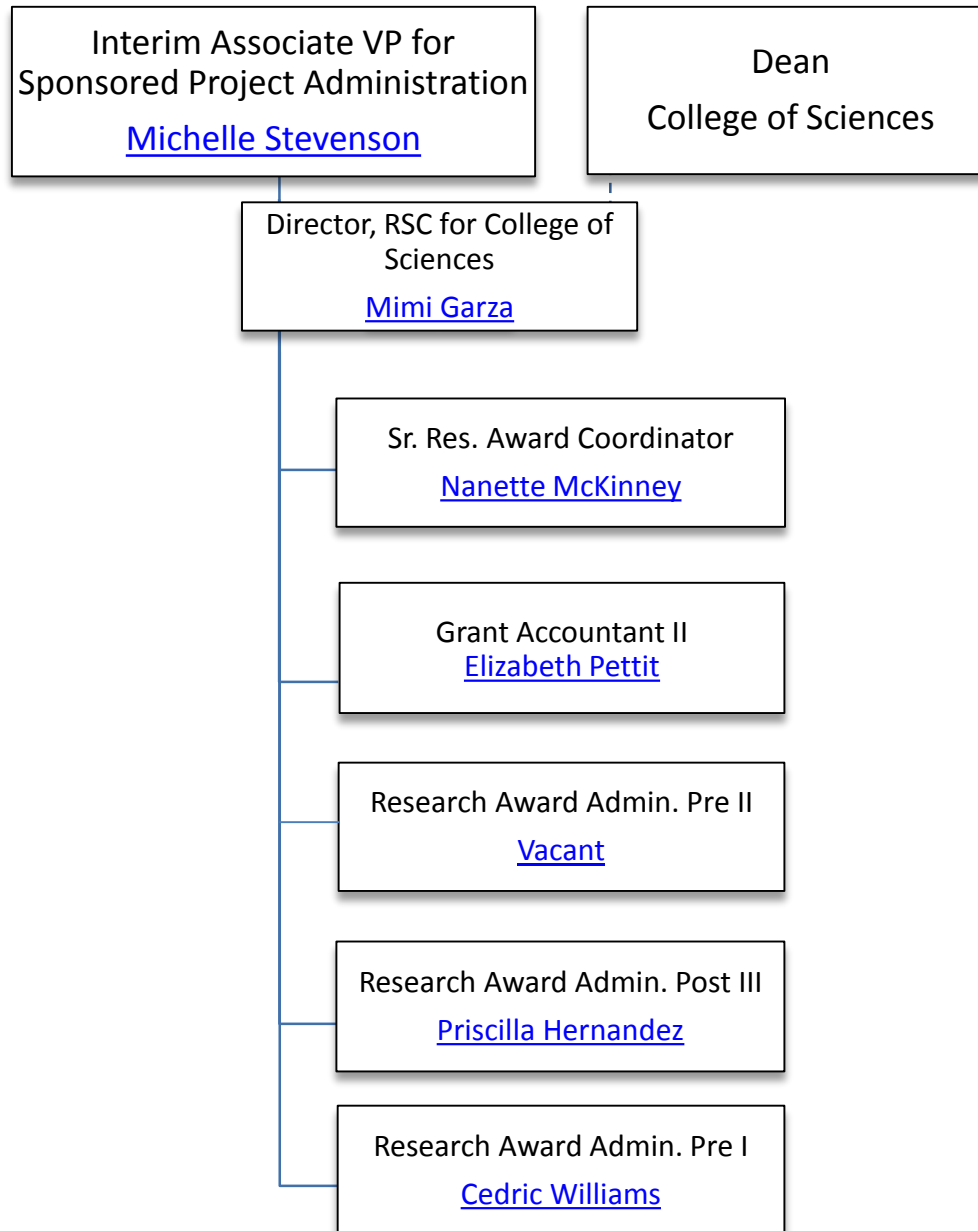 Interim Associate VP for
Sponsored Project Administration
Michelle Stevenson
Dean
College of Sciences
Director, RSC for College of
Sciences
Mimi Garza
Sr. Res. Award Coordinator
Nanette McKinney
Grant Accountant II
Elizabeth Pettit
Research Award Admin. Pre II
Vacant
Research Award Admin. Post III
Priscilla Hernandez
Research Award Admin. Pre I
Cedric Williams